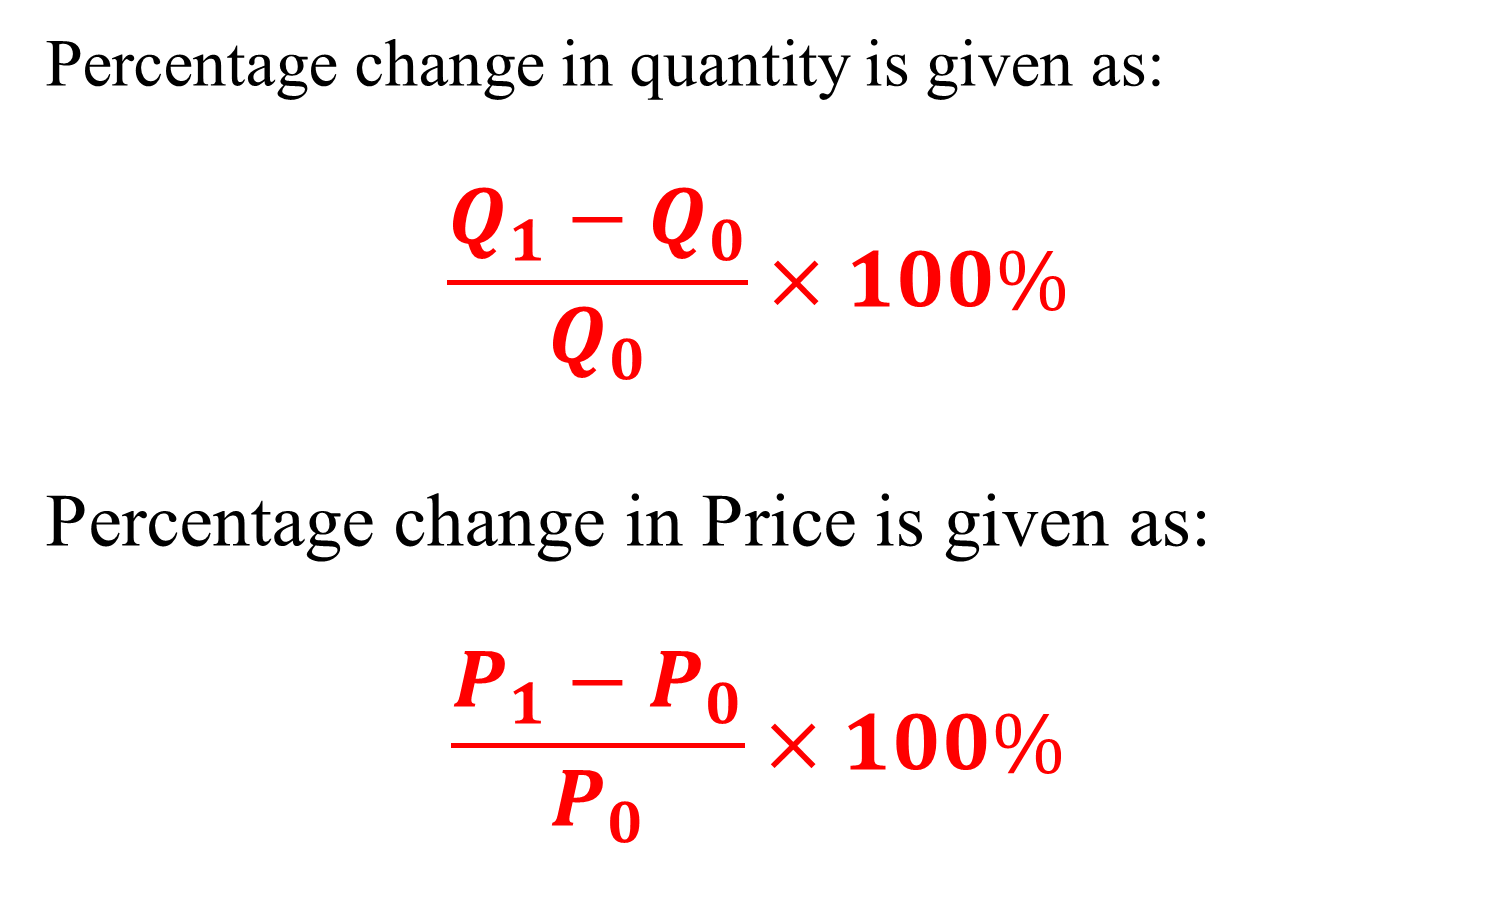 Percentage change in quantity is given as:
Q₁ − Q₀
Q₀
× 100%
Percentage change in Price is given as:
P₁ − P₀
P₀
× 100%